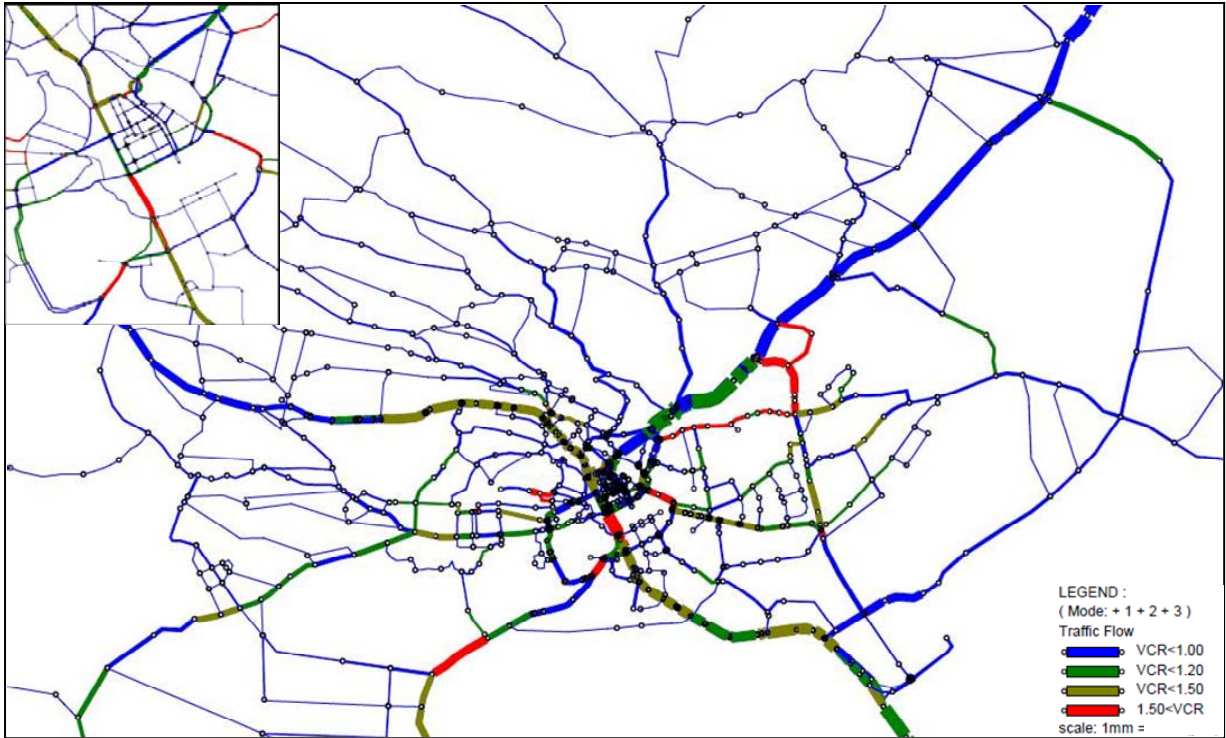 LEGEND :
( Mode: + 1 + 2 + 3 )
Traffic Flow
VCR<1.00
VCR<1.20
VCR<1.50
1.50<VCR
scale: 1mm =